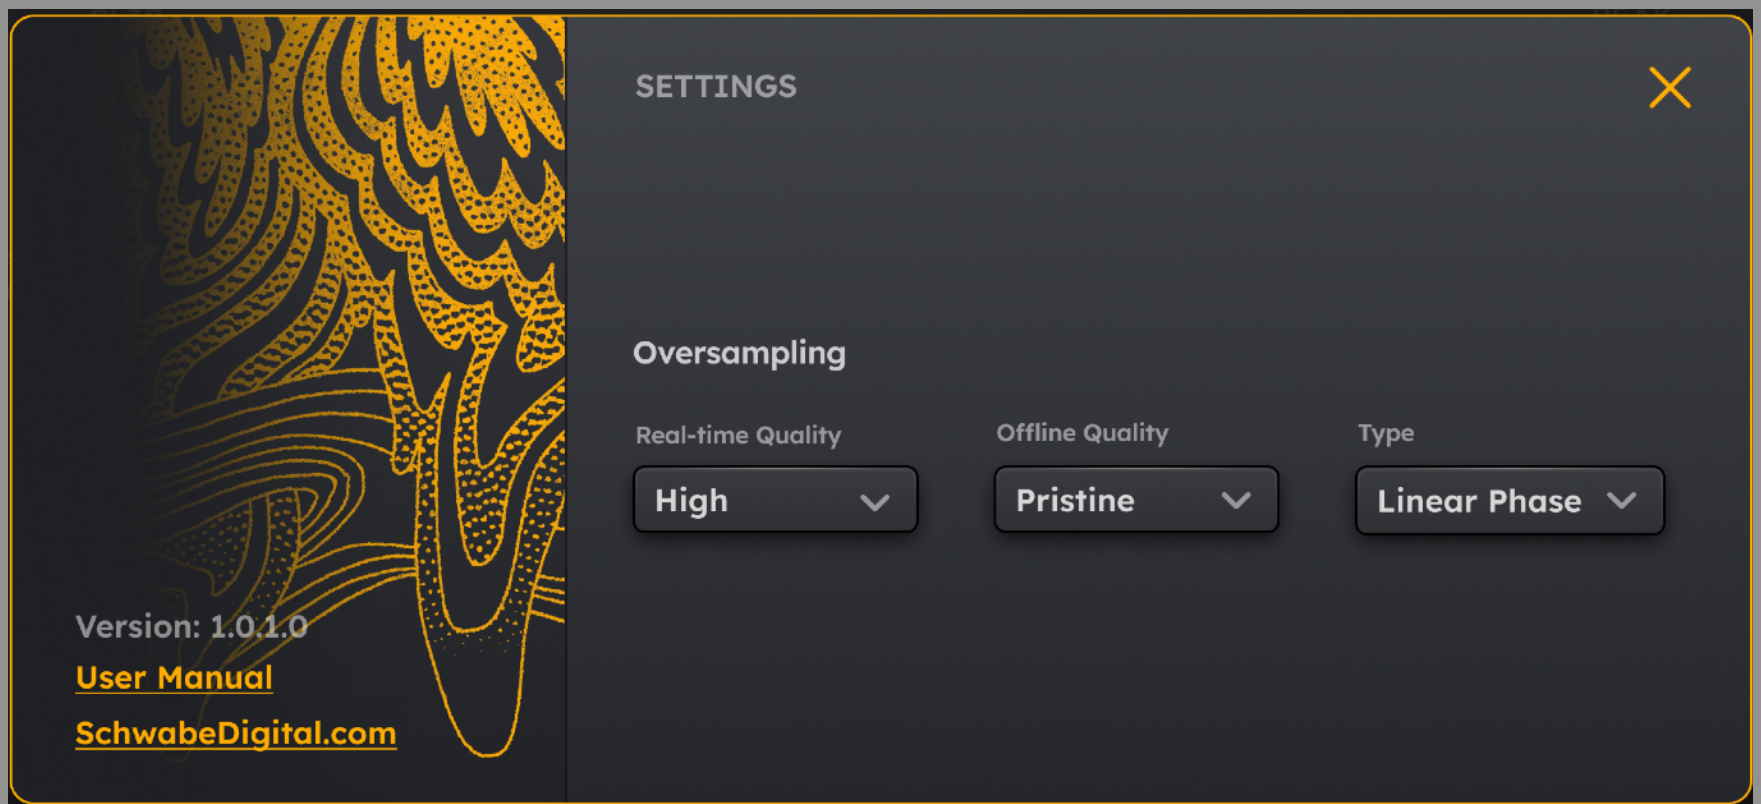 SETTINGS
Oversampling
Real-time Quality
Offline Quality
Type
High
Pristine
Linear Phase
Version: 1.0.1.0
User Manual
SchwabeDigital.com